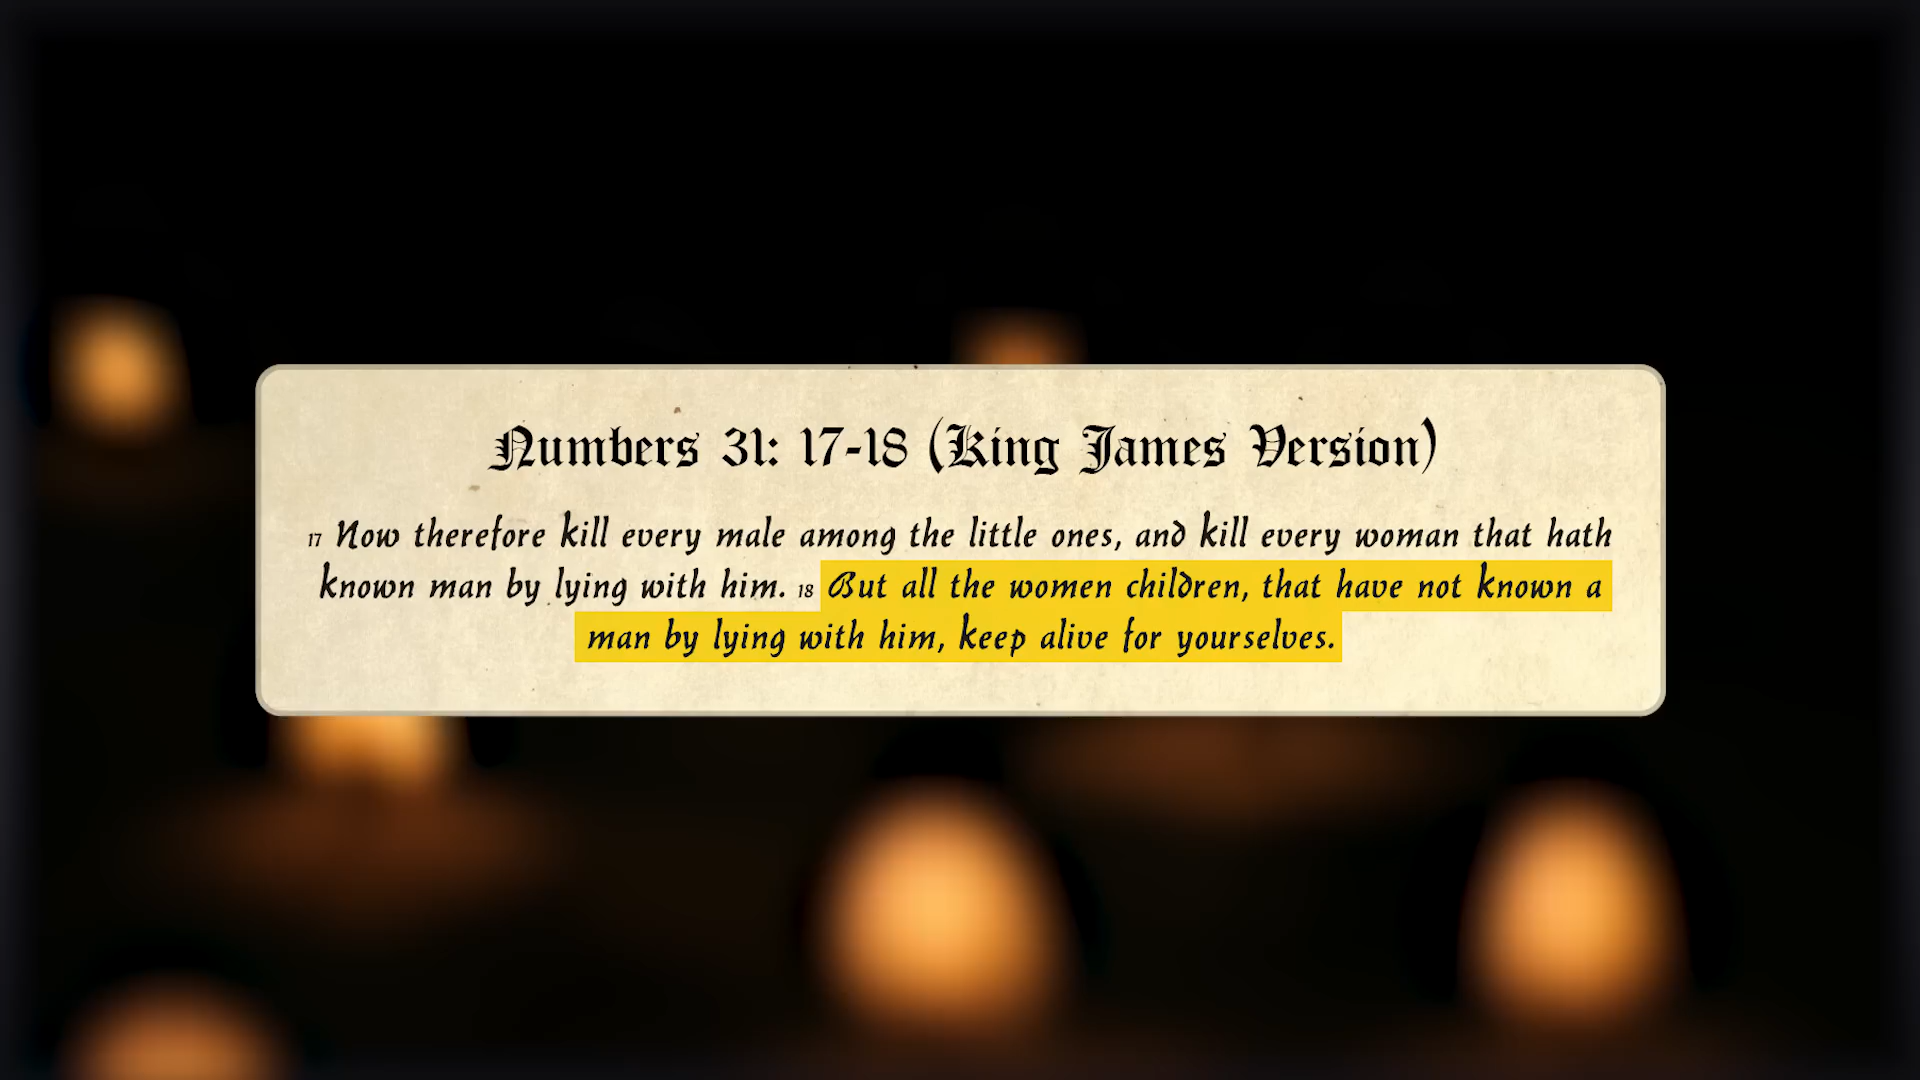 Numbers 31: 17-18 (King James Version)
17 Now therefore kill every male among the little ones, and kill every woman that hath
known man by lying with him. 18 But all the women children, that have not known a
man by lying with him, keep alive for yourselves.